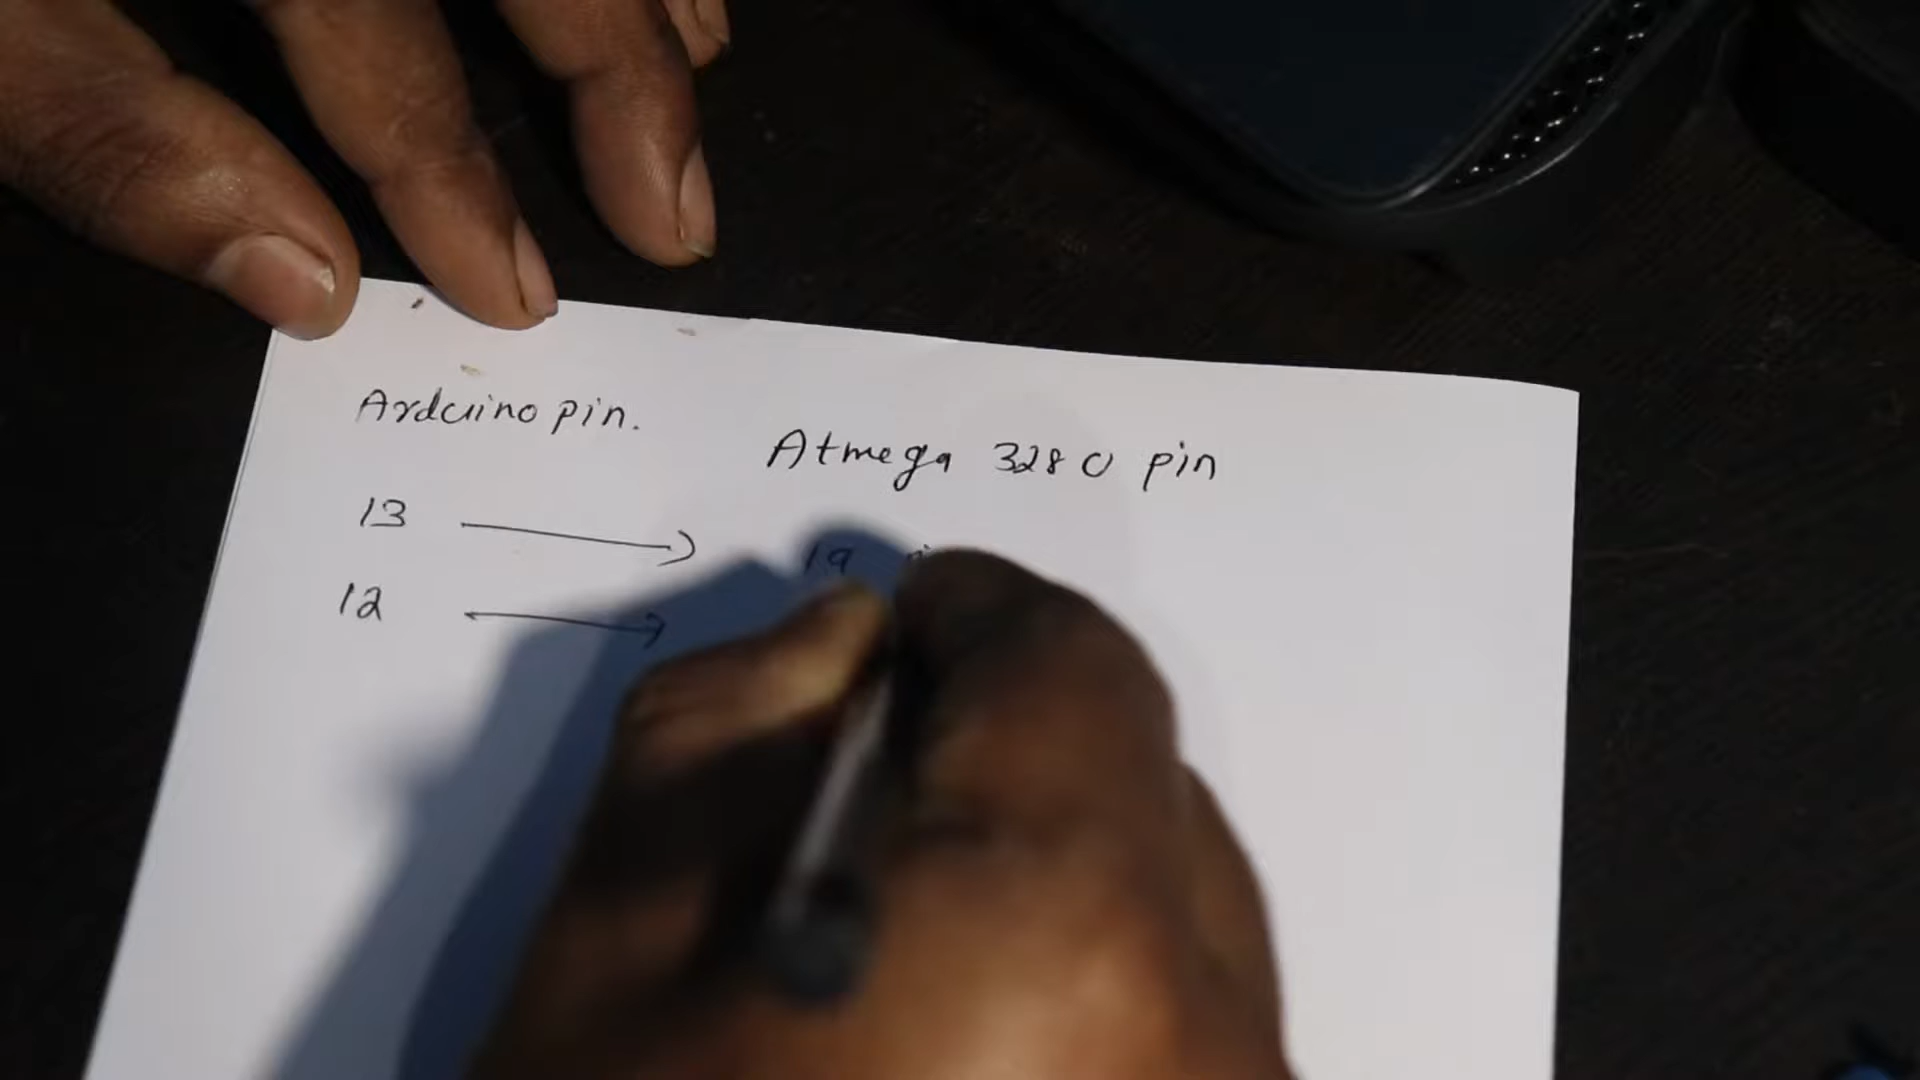 Arduino pin.
Atmega 328 U pin
13 → 19
12 ↔